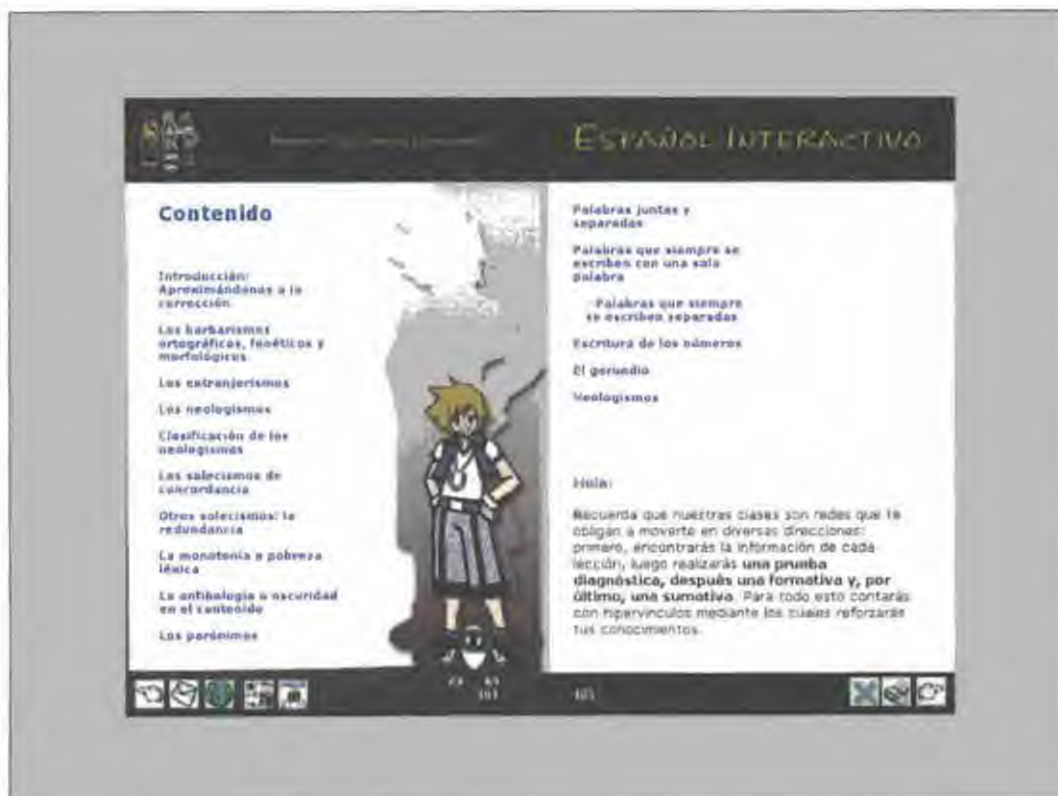 ESPAÑOL INTERACTIVO
Contenido
Introducción:
Aproximándonos a la
corrección
Los barbarismos
ortográficos, fonéticos y
morfológicos
Los extranjerismos
Los neologismos
Clasificación de los
neologismos
Los solecismos de
concordancia
Otros solecismos: la
redundancia
La monotonía o pobreza
léxica
La anfibología u oscuridad
en el contenido
Los parónimos
Palabras juntas y
separadas
Palabras que siempre se
escriben con una sola
palabra
Palabras que siempre
se escriben separadas
Escritura de los números
El gerundio
Neologismos
Hola:
Recuerda que nuestras clases son redes que te
obligan a moverte en diversas direcciones:
primero, encontrarás la información de cada
lección, luego realizarás una prueba
diagnóstica, después una formativa y, por
último, una sumativa. Para todo esto contarás
con hipervínculos mediante los cuales reforzarás
tus conocimientos.